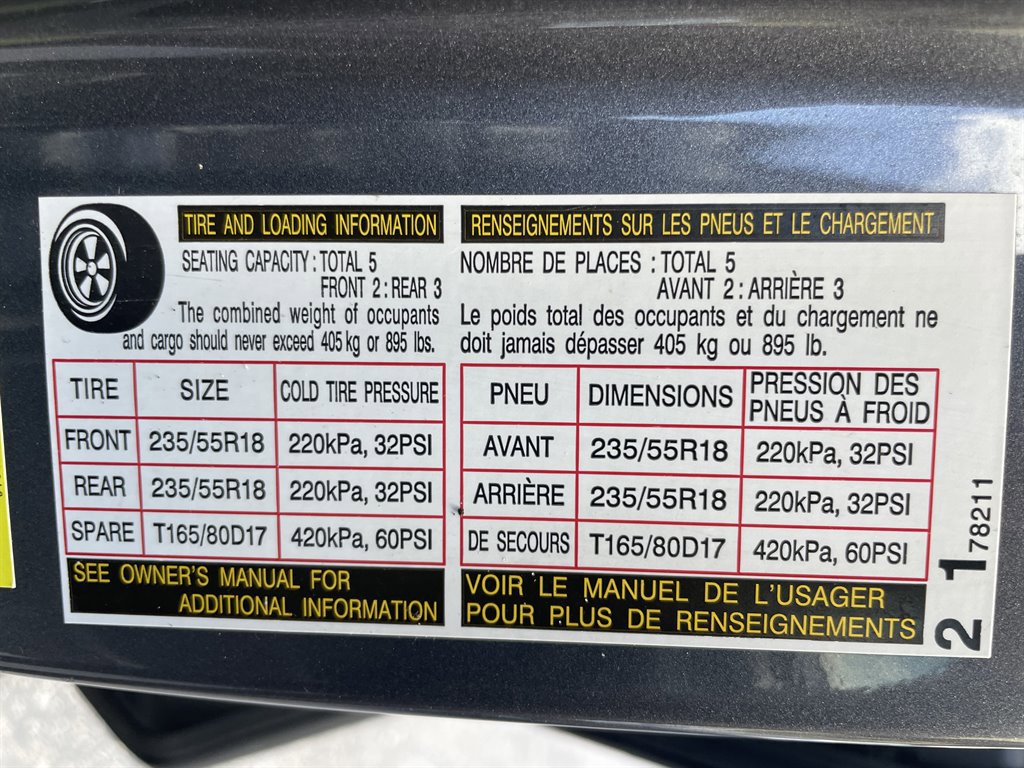 TIRE AND LOADING INFORMATION
SEATING CAPACITY : TOTAL 5
FRONT 2 : REAR 3
The combined weight of occupants
and cargo should never exceed 405 kg or 895 lbs.
TIRE SIZE COLD TIRE PRESSURE
FRONT 235/55R18 220kPa, 32PSI
REAR 235/55R18 220kPa, 32PSI
SPARE T165/80D17 420kPa, 60PSI
SEE OWNER'S MANUAL FOR
ADDITIONAL INFORMATION
RENSEIGNEMENTS SUR LES PNEUS ET LE CHARGEMENT
NOMBRE DE PLACES : TOTAL 5
AVANT 2 : ARRIÈRE 3
Le poids total des occupants et du chargement ne
doit jamais dépasser 405 kg ou 895 lb.
PNEU DIMENSIONS PRESSION DES
PNEUS À FROID
AVANT 235/55R18 220kPa, 32PSI
ARRIÈRE 235/55R18 220kPa, 32PSI
DE SECOURS T165/80D17 420kPa, 60PSI
VOIR LE MANUEL DE L'USAGER
POUR PLUS DE RENSEIGNEMENTS
2 1 78211